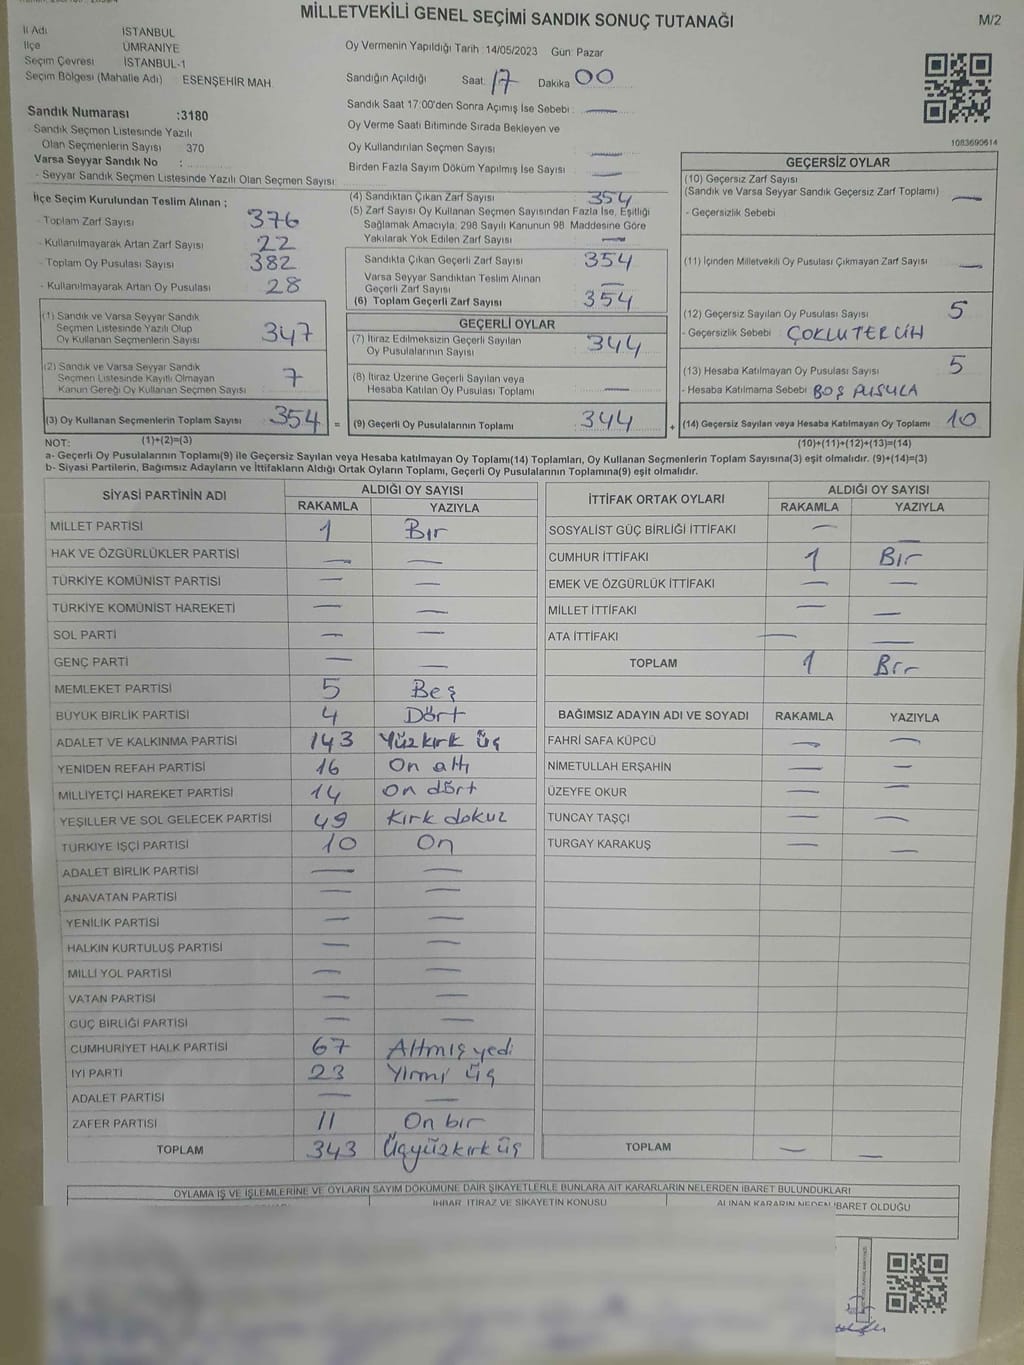 MİLLETVEKİLİ GENEL SEÇİMİ SANDIK SONUÇ TUTANAĞI
M/2
İl Adı İSTANBUL
İlçe ÜMRANİYE
Seçim Çevresi İSTANBUL-1
Seçim Bölgesi (Mahalle Adı) ESENŞEHİR MAH.
Oy Vermenin Yapıldığı Tarih :14/05/2023 Gün: Pazar
Sandığın Açıldığı Saat: 17 Dakika 00
Sandık Saat 17:00'den Sonra Açılmış İse Sebebi : —
Oy Verme Saati Bitiminde Sırada Bekleyen ve
Oy Kullandırılan Seçmen Sayısı : —
Birden Fazla Sayım Döküm Yapılmış İse Sayısı : —
1083690614
Sandık Numarası :3180
Sandık Seçmen Listesinde Yazılı
Olan Seçmenlerin Sayısı 370
Varsa Seyyar Sandık No :
- Seyyar Sandık Seçmen Listesinde Yazılı Olan Seçmen Sayısı:
İlçe Seçim Kurulundan Teslim Alınan ;
- Toplam Zarf Sayısı 376
- Kullanılmayarak Artan Zarf Sayısı 22
- Toplam Oy Pusulası Sayısı 382
- Kullanılmayarak Artan Oy Pusulası 28
(1) Sandık ve Varsa Seyyar Sandık
Seçmen Listesinde Yazılı Olup
Oy Kullanan Seçmenlerin Sayısı 347
(2) Sandık ve Varsa Seyyar Sandık
Seçmen Listesinde Kayıtlı Olmayan
Kanun Gereği Oy Kullanan Seçmen Sayısı 7
(3) Oy Kullanan Seçmenlerin Toplam Sayısı 354 =
(4) Sandıktan Çıkan Zarf Sayısı 354
(5) Zarf Sayısı Oy Kullanan Seçmen Sayısından Fazla İse, Eşitliği
Sağlamak Amacıyla; 298 Sayılı Kanunun 98. Maddesine Göre
Yakılarak Yok Edilen Zarf Sayısı —
Sandıkta Çıkan Geçerli Zarf Sayısı 354
Varsa Seyyar Sandıktan Teslim Alınan
Geçerli Zarf Sayısı —
(6) Toplam Geçerli Zarf Sayısı 354
GEÇERLİ OYLAR
(7) İtiraz Edilmeksizin Geçerli Sayılan
Oy Pusulalarının Sayısı 344
(8) İtiraz Üzerine Geçerli Sayılan veya
Hesaba Katılan Oy Pusulası Toplamı —
(9) Geçerli Oy Pusulalarının Toplamı 344 +
GEÇERSİZ OYLAR
(10) Geçersiz Zarf Sayısı
(Sandık ve Varsa Seyyar Sandık Geçersiz Zarf Toplamı) —
- Geçersizlik Sebebi
(11) İçinden Milletvekili Oy Pusulası Çıkmayan Zarf Sayısı —
(12) Geçersiz Sayılan Oy Pusulası Sayısı 5
- Geçersizlik Sebebi : ÇOKLU TERCİH
(13) Hesaba Katılmayan Oy Pusulası Sayısı 5
- Hesaba Katılmama Sebebi BOŞ PUSULA
(14) Geçersiz Sayılan veya Hesaba Katılmayan Oy Toplamı 10
NOT: (1)+(2)=(3)
(10)+(11)+(12)+(13)=(14)
a- Geçerli Oy Pusulalarının Toplamı(9) ile Geçersiz Sayılan veya Hesaba katılmayan Oy Toplamı(14) Toplamları, Oy Kullanan Seçmenlerin Toplam Sayısına(3) eşit olmalıdır. (9)+(14)=(3)
b- Siyasi Partilerin, Bağımsız Adayların ve İttifakların Aldığı Ortak Oyların Toplamı, Geçerli Oy Pusulalarının Toplamına(9) eşit olmalıdır.
SİYASİ PARTİNİN ADI ALDIĞI OY SAYISI
RAKAMLA YAZIYLA
MİLLET PARTİSİ 1 Bir
HAK VE ÖZGÜRLÜKLER PARTİSİ — —
TÜRKİYE KOMÜNİST PARTİSİ — —
TÜRKİYE KOMÜNİST HAREKETİ — —
SOL PARTİ — —
GENÇ PARTİ — —
MEMLEKET PARTİSİ 5 Beş
BÜYÜK BİRLİK PARTİSİ 4 Dört
ADALET VE KALKINMA PARTİSİ 143 Yüzkırk üç
YENİDEN REFAH PARTİSİ 16 On altı
MİLLİYETÇİ HAREKET PARTİSİ 14 On dört
YEŞİLLER VE SOL GELECEK PARTİSİ 49 Kırk dokuz
TÜRKİYE İŞÇİ PARTİSİ 10 On
ADALET BİRLİK PARTİSİ — —
ANAVATAN PARTİSİ — —
YENİLİK PARTİSİ — —
HALKIN KURTULUŞ PARTİSİ — —
MİLLİ YOL PARTİSİ — —
VATAN PARTİSİ — —
GÜÇ BİRLİĞİ PARTİSİ — —
CUMHURİYET HALK PARTİSİ 67 Altmış yedi
İYİ PARTİ 23 Yirmi üç
ADALET PARTİSİ — —
ZAFER PARTİSİ 11 On bir
TOPLAM 343 Üçyüzkırk üç
İTTİFAK ORTAK OYLARI ALDIĞI OY SAYISI
RAKAMLA YAZIYLA
SOSYALİST GÜÇ BİRLİĞİ İTTİFAKI — —
CUMHUR İTTİFAKI 1 Bir
EMEK VE ÖZGÜRLÜK İTTİFAKI — —
MİLLET İTTİFAKI — —
ATA İTTİFAKI — —
TOPLAM 1 Bir
BAĞIMSIZ ADAYIN ADI VE SOYADI RAKAMLA YAZIYLA
FAHRİ SAFA KÜPCÜ — —
NİMETULLAH ERŞAHİN — —
ÜZEYFE OKUR — —
TUNCAY TAŞÇI — —
TURGAY KARAKUŞ — —
TOPLAM — —
OYLAMA İŞ VE İŞLEMLERİNE VE OYLARIN SAYIM DÖKÜMÜNE DAİR ŞİKAYETLERLE BUNLARA AİT KARARLARIN NELERDEN İBARET BULUNDUKLARI
İHBAR, İTİRAZ VE ŞİKAYETİN KONUSU
ALINAN KARARIN NEDEN İBARET OLDUĞU